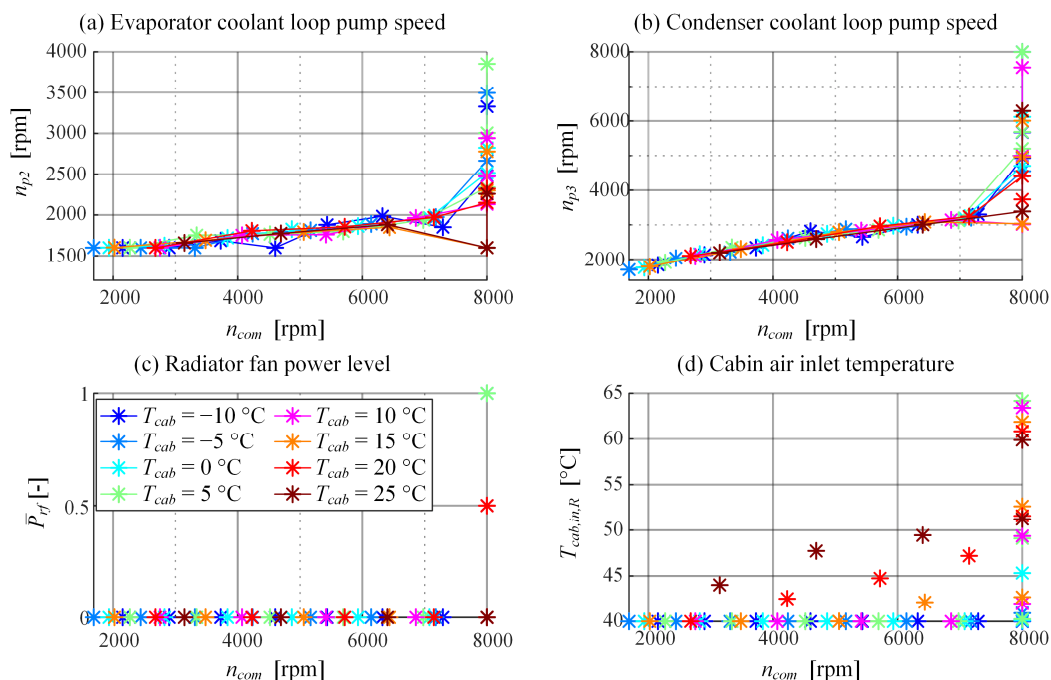 (a) Evaporator coolant loop pump speed
4000
3500
3000
2500
2000
1500
n_p2 [rpm]
2000 4000 6000 8000
n_com [rpm]
(b) Condenser coolant loop pump speed
8000
6000
4000
2000
n_p3 [rpm]
2000 4000 6000 8000
n_com [rpm]
(c) Radiator fan power level
1
0.5
0
P̅_rf [-]
T_cab = −10 °C
T_cab = −5 °C
T_cab = 0 °C
T_cab = 5 °C
T_cab = 10 °C
T_cab = 15 °C
T_cab = 20 °C
T_cab = 25 °C
2000 4000 6000 8000
n_com [rpm]
(d) Cabin air inlet temperature
65
60
55
50
45
40
T_cab,in,R [°C]
2000 4000 6000 8000
n_com [rpm]